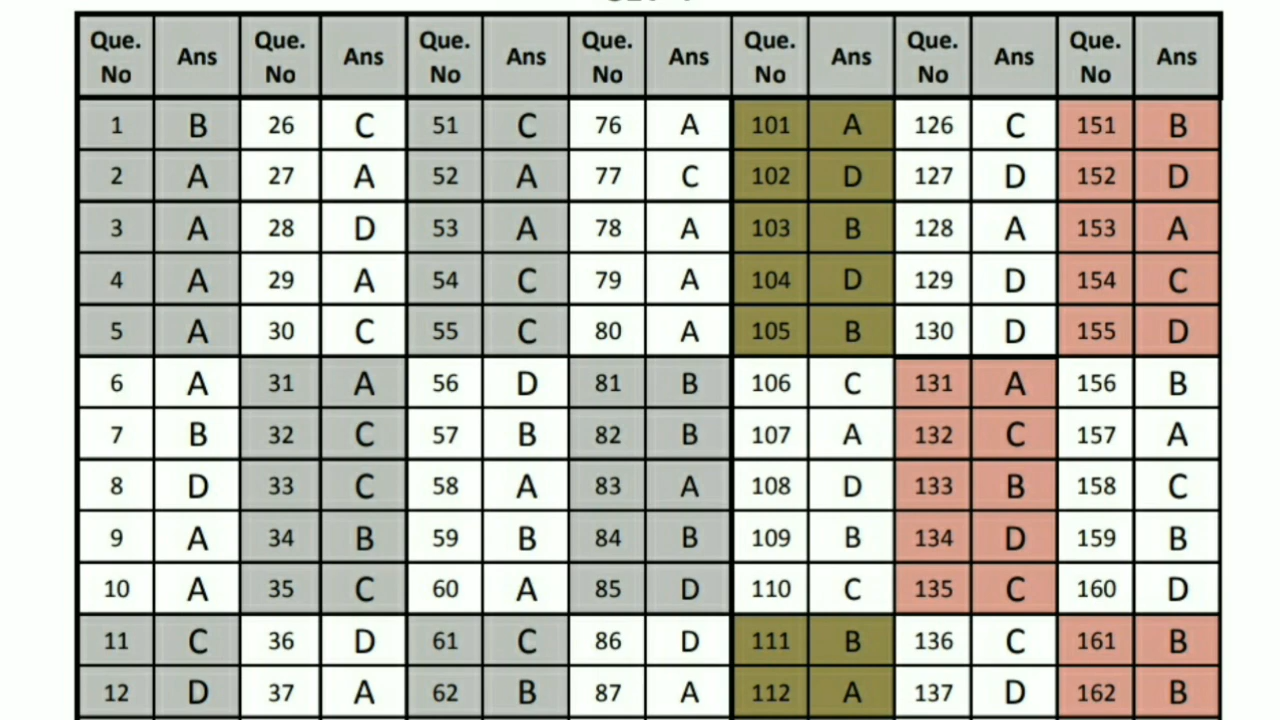 Que. No Ans Que. No Ans Que. No Ans Que. No Ans Que. No Ans Que. No Ans Que. No Ans
1 B 26 C 51 C 76 A 101 A 126 C 151 B
2 A 27 A 52 A 77 C 102 D 127 D 152 D
3 A 28 D 53 A 78 A 103 B 128 A 153 A
4 A 29 A 54 C 79 A 104 D 129 D 154 C
5 A 30 C 55 C 80 A 105 B 130 D 155 D
6 A 31 A 56 D 81 B 106 C 131 A 156 B
7 B 32 C 57 B 82 B 107 A 132 C 157 A
8 D 33 C 58 A 83 A 108 D 133 B 158 C
9 A 34 B 59 B 84 B 109 B 134 D 159 B
10 A 35 C 60 A 85 D 110 C 135 C 160 D
11 C 36 D 61 C 86 D 111 B 136 C 161 B
12 D 37 A 62 B 87 A 112 A 137 D 162 B